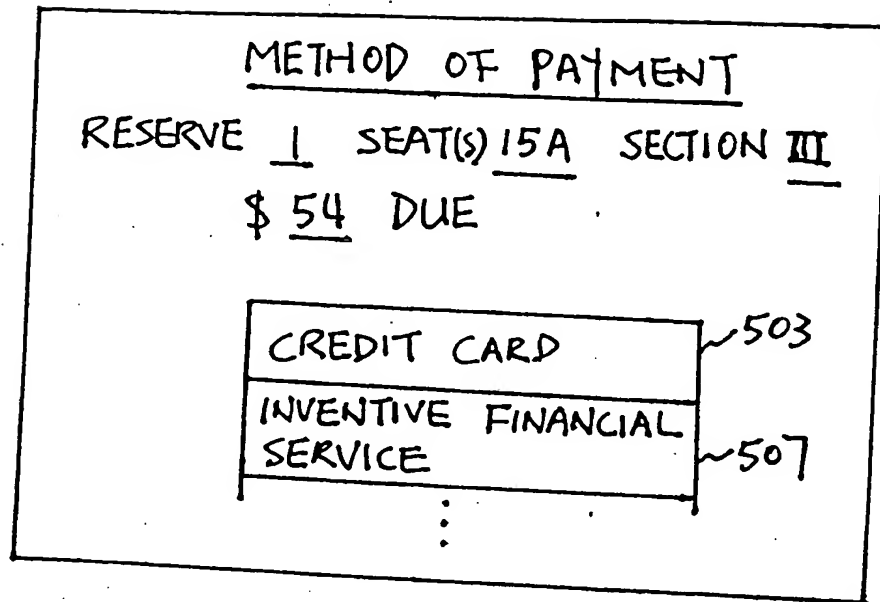 METHOD OF PAYMENT
RESERVE 1 SEAT(S) 15A SECTION III
$ 54 DUE
CREDIT CARD 503
INVENTIVE FINANCIAL
SERVICE 507